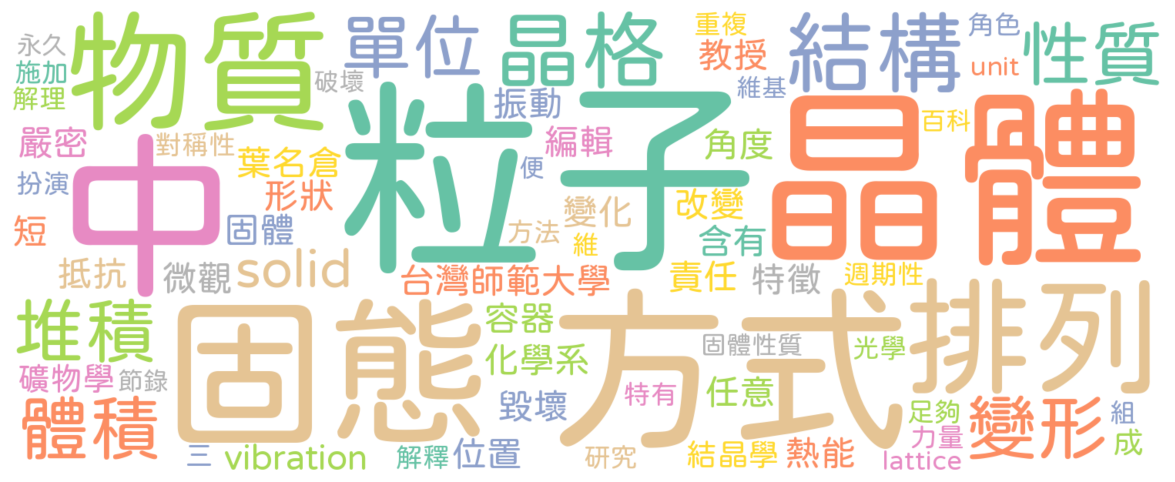 永久
物質
單位
晶格
重複
教授
結構
角色
性質
施加
解理
破壞
維基
unit
嚴密
對稱性
振動
編輯
角度
百科
晶體
粒子
中
葉名倉
扮演
形狀
便
短
固體
方法
變化
維
改變
含有
抵抗
微觀
solid
台灣師範大學
責任
特徵
週期性
堆積
固態
方式
排列
容器
化學系
固體性質
光學
礦物學
節錄
體積
毀壞
特有
任意
足夠
力量
變形
組
成
三
vibration
解釋
位置
研究
結晶學
熱能
lattice